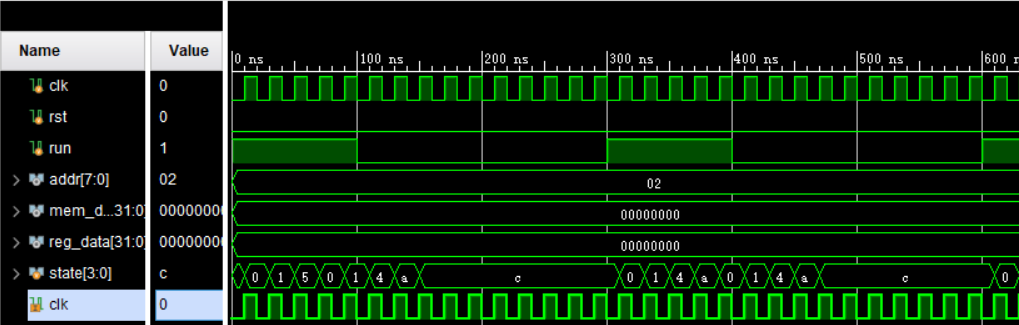 Name Value
0 ns 100 ns 200 ns 300 ns 400 ns 500 ns 600 n
clk 0
rst 0
run 1
addr[7:0] 02 02
mem_d...31:0] 00000000 00000000
reg_data[31:0] 00000000 00000000
state[3:0] c 0 1 5 0 1 4 a c 0 1 4 a 0 1 4 a c 0
clk 0